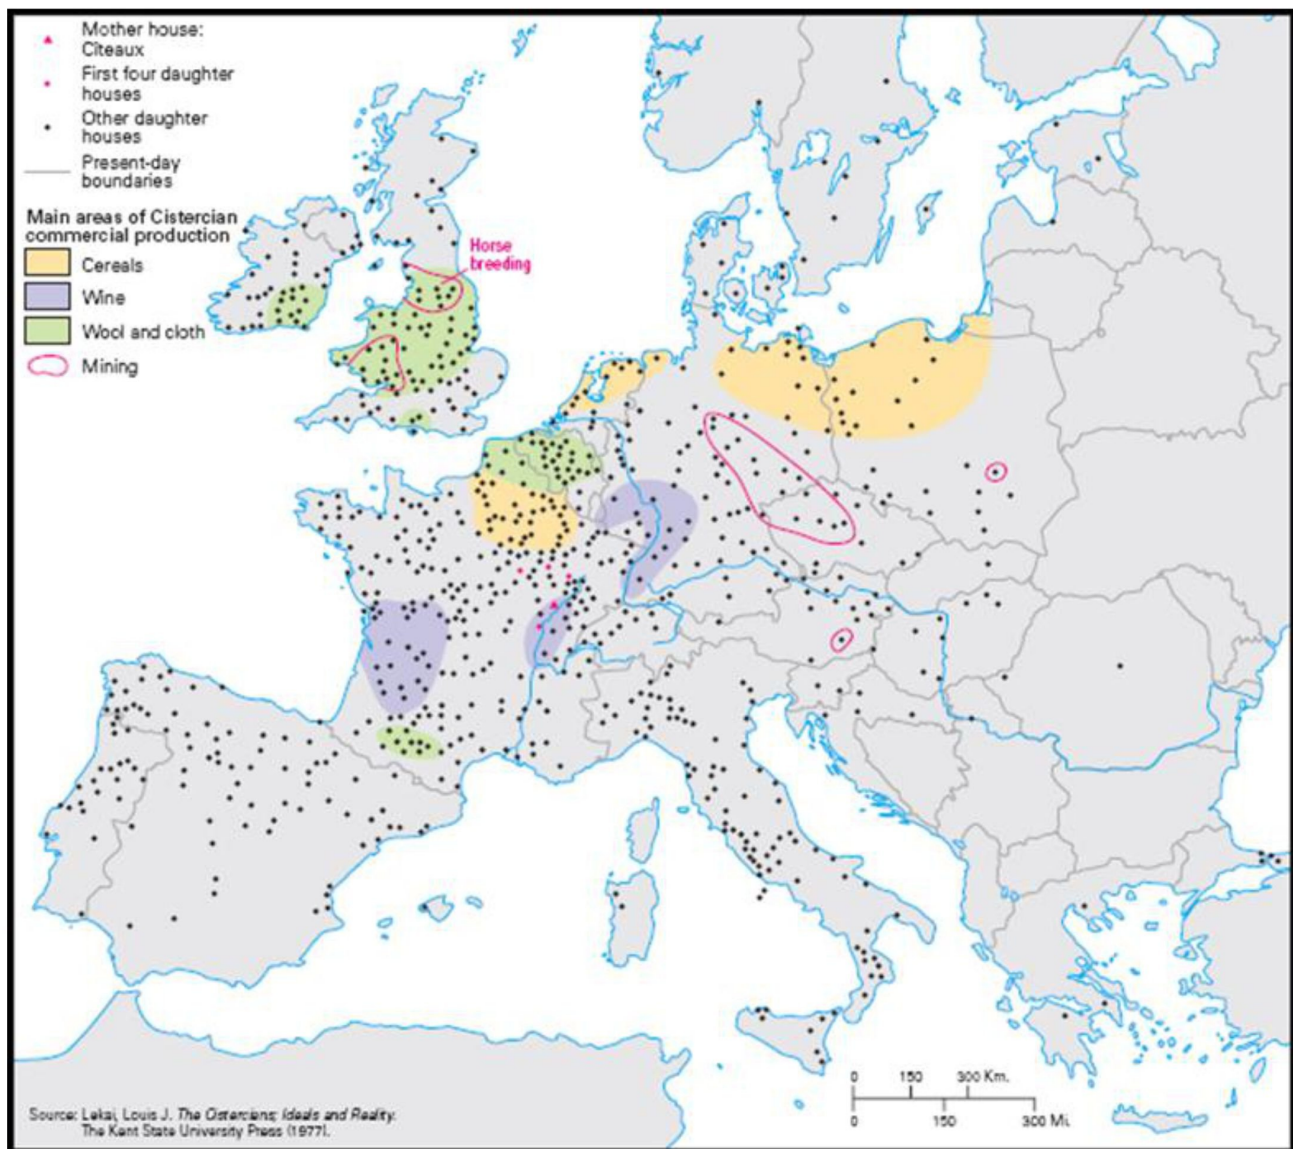 Mother house:
Cîteaux
First four daughter
houses
Other daughter
houses
Present-day
boundaries
Main areas of Cistercian
commercial production
Cereals
Wine
Wool and cloth
Mining
Horse
breeding
0 150 300 Km.
0 150 300 Mi.
Source: Lekai, Louis J. The Cistercians; Ideals and Reality.
The Kent State University Press (1977).